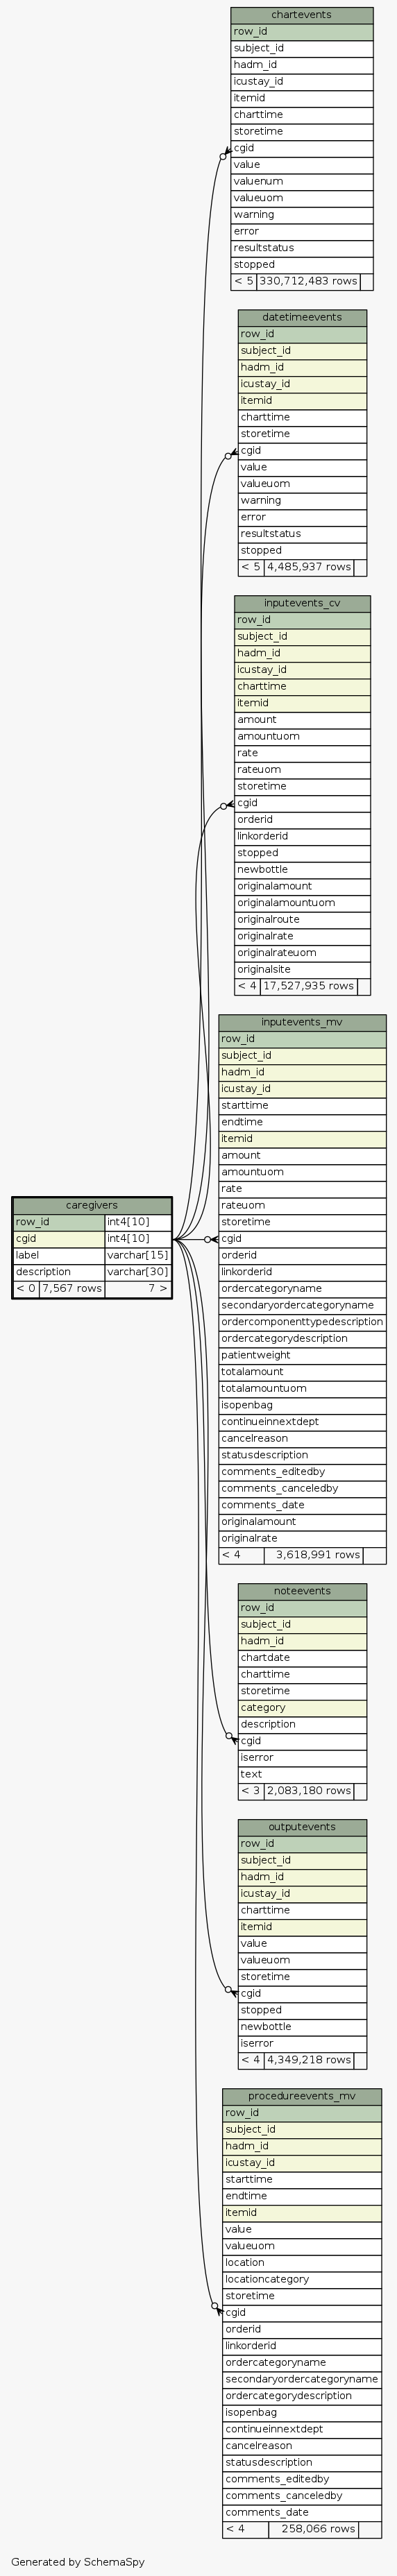 chartevents
row_id
subject_id
hadm_id
icustay_id
itemid
charttime
storetime
cgid
value
valuenum
valueuom
warning
error
resultstatus
stopped
< 5 330,712,483 rows
datetimeevents
row_id
subject_id
hadm_id
icustay_id
itemid
charttime
storetime
cgid
value
valueuom
warning
error
resultstatus
stopped
< 5 4,485,937 rows
inputevents_cv
row_id
subject_id
hadm_id
icustay_id
charttime
itemid
amount
amountuom
rate
rateuom
storetime
cgid
orderid
linkorderid
stopped
newbottle
originalamount
originalamountuom
originalroute
originalrate
originalrateuom
originalsite
< 4 17,527,935 rows
inputevents_mv
row_id
subject_id
hadm_id
icustay_id
starttime
endtime
itemid
amount
amountuom
rate
rateuom
storetime
cgid
orderid
linkorderid
ordercategoryname
secondaryordercategoryname
ordercomponenttypedescription
ordercategorydescription
patientweight
totalamount
totalamountuom
isopenbag
continueinnextdept
cancelreason
statusdescription
comments_editedby
comments_canceledby
comments_date
originalamount
originalrate
< 4 3,618,991 rows
caregivers
row_id int4[10]
cgid int4[10]
label varchar[15]
description varchar[30]
< 0 7,567 rows 7 >
noteevents
row_id
subject_id
hadm_id
chartdate
charttime
storetime
category
description
cgid
iserror
text
< 3 2,083,180 rows
outputevents
row_id
subject_id
hadm_id
icustay_id
charttime
itemid
value
valueuom
storetime
cgid
stopped
newbottle
iserror
< 4 4,349,218 rows
procedureevents_mv
row_id
subject_id
hadm_id
icustay_id
starttime
endtime
itemid
value
valueuom
location
locationcategory
storetime
cgid
orderid
linkorderid
ordercategoryname
secondaryordercategoryname
ordercategorydescription
isopenbag
continueinnextdept
cancelreason
statusdescription
comments_editedby
comments_canceledby
comments_date
< 4 258,066 rows
Generated by SchemaSpy